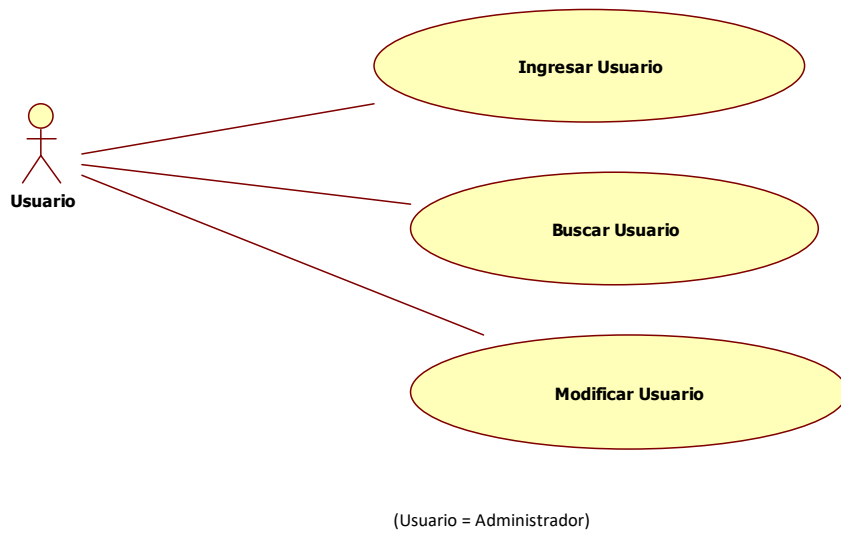 Ingresar Usuario
Usuario
Buscar Usuario
Modificar Usuario
(Usuario = Administrador)